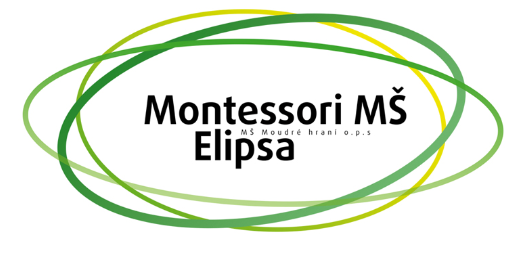 Montessori MŠ
MŠ Moudré hraní o.p.s
Elipsa